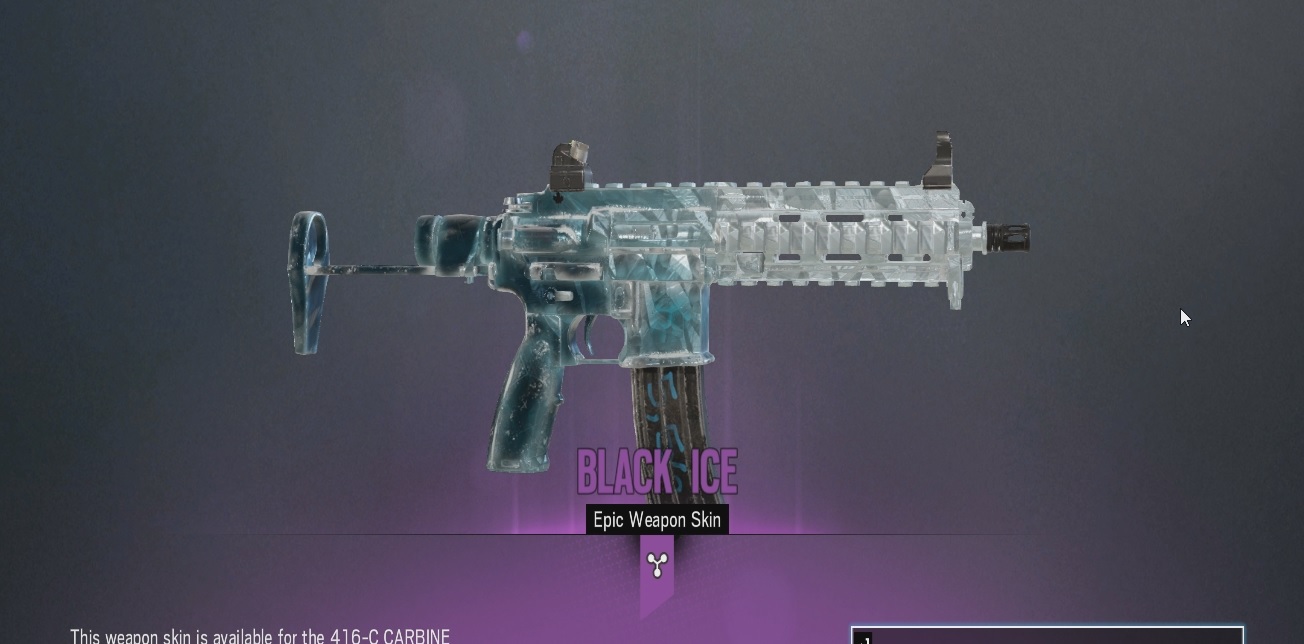 BLACK ICE
Epic Weapon Skin
This weapon skin is available for the 416-C CARBINE